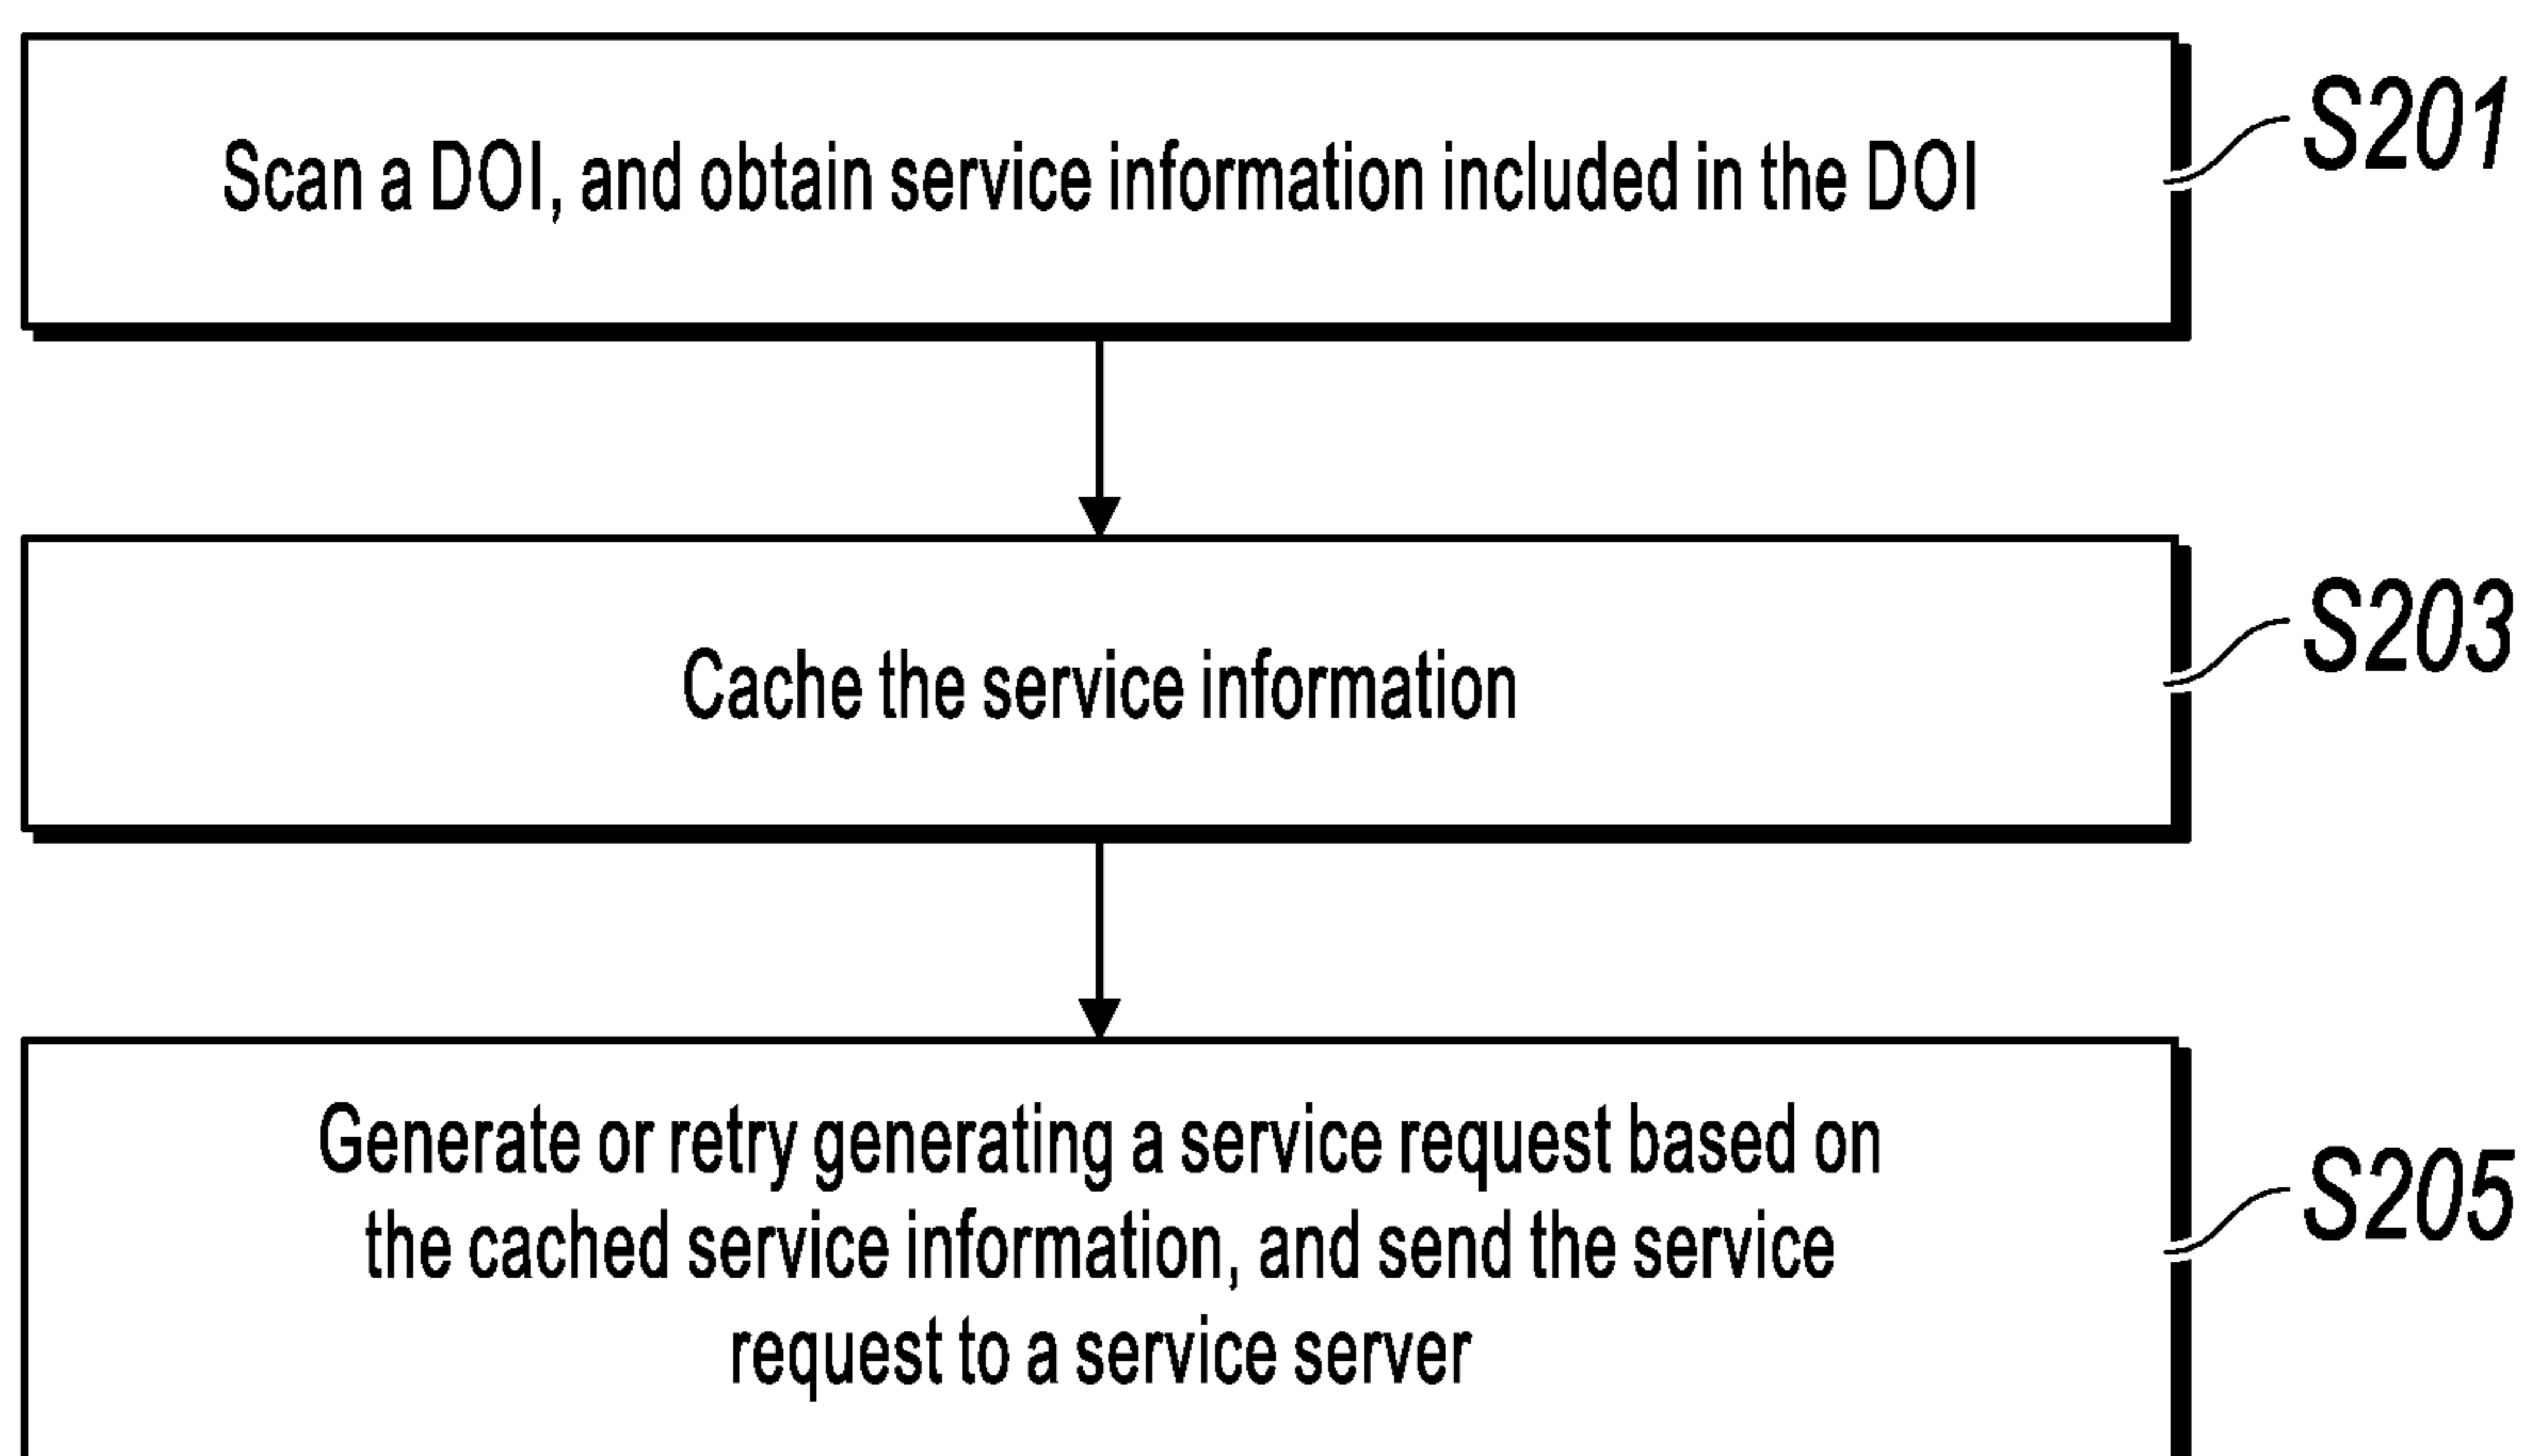 Scan a DOI, and obtain service information included in the DOI
S201
Cache the service information
S203
Generate or retry generating a service request based on
the cached service information, and send the service
request to a service server
S205